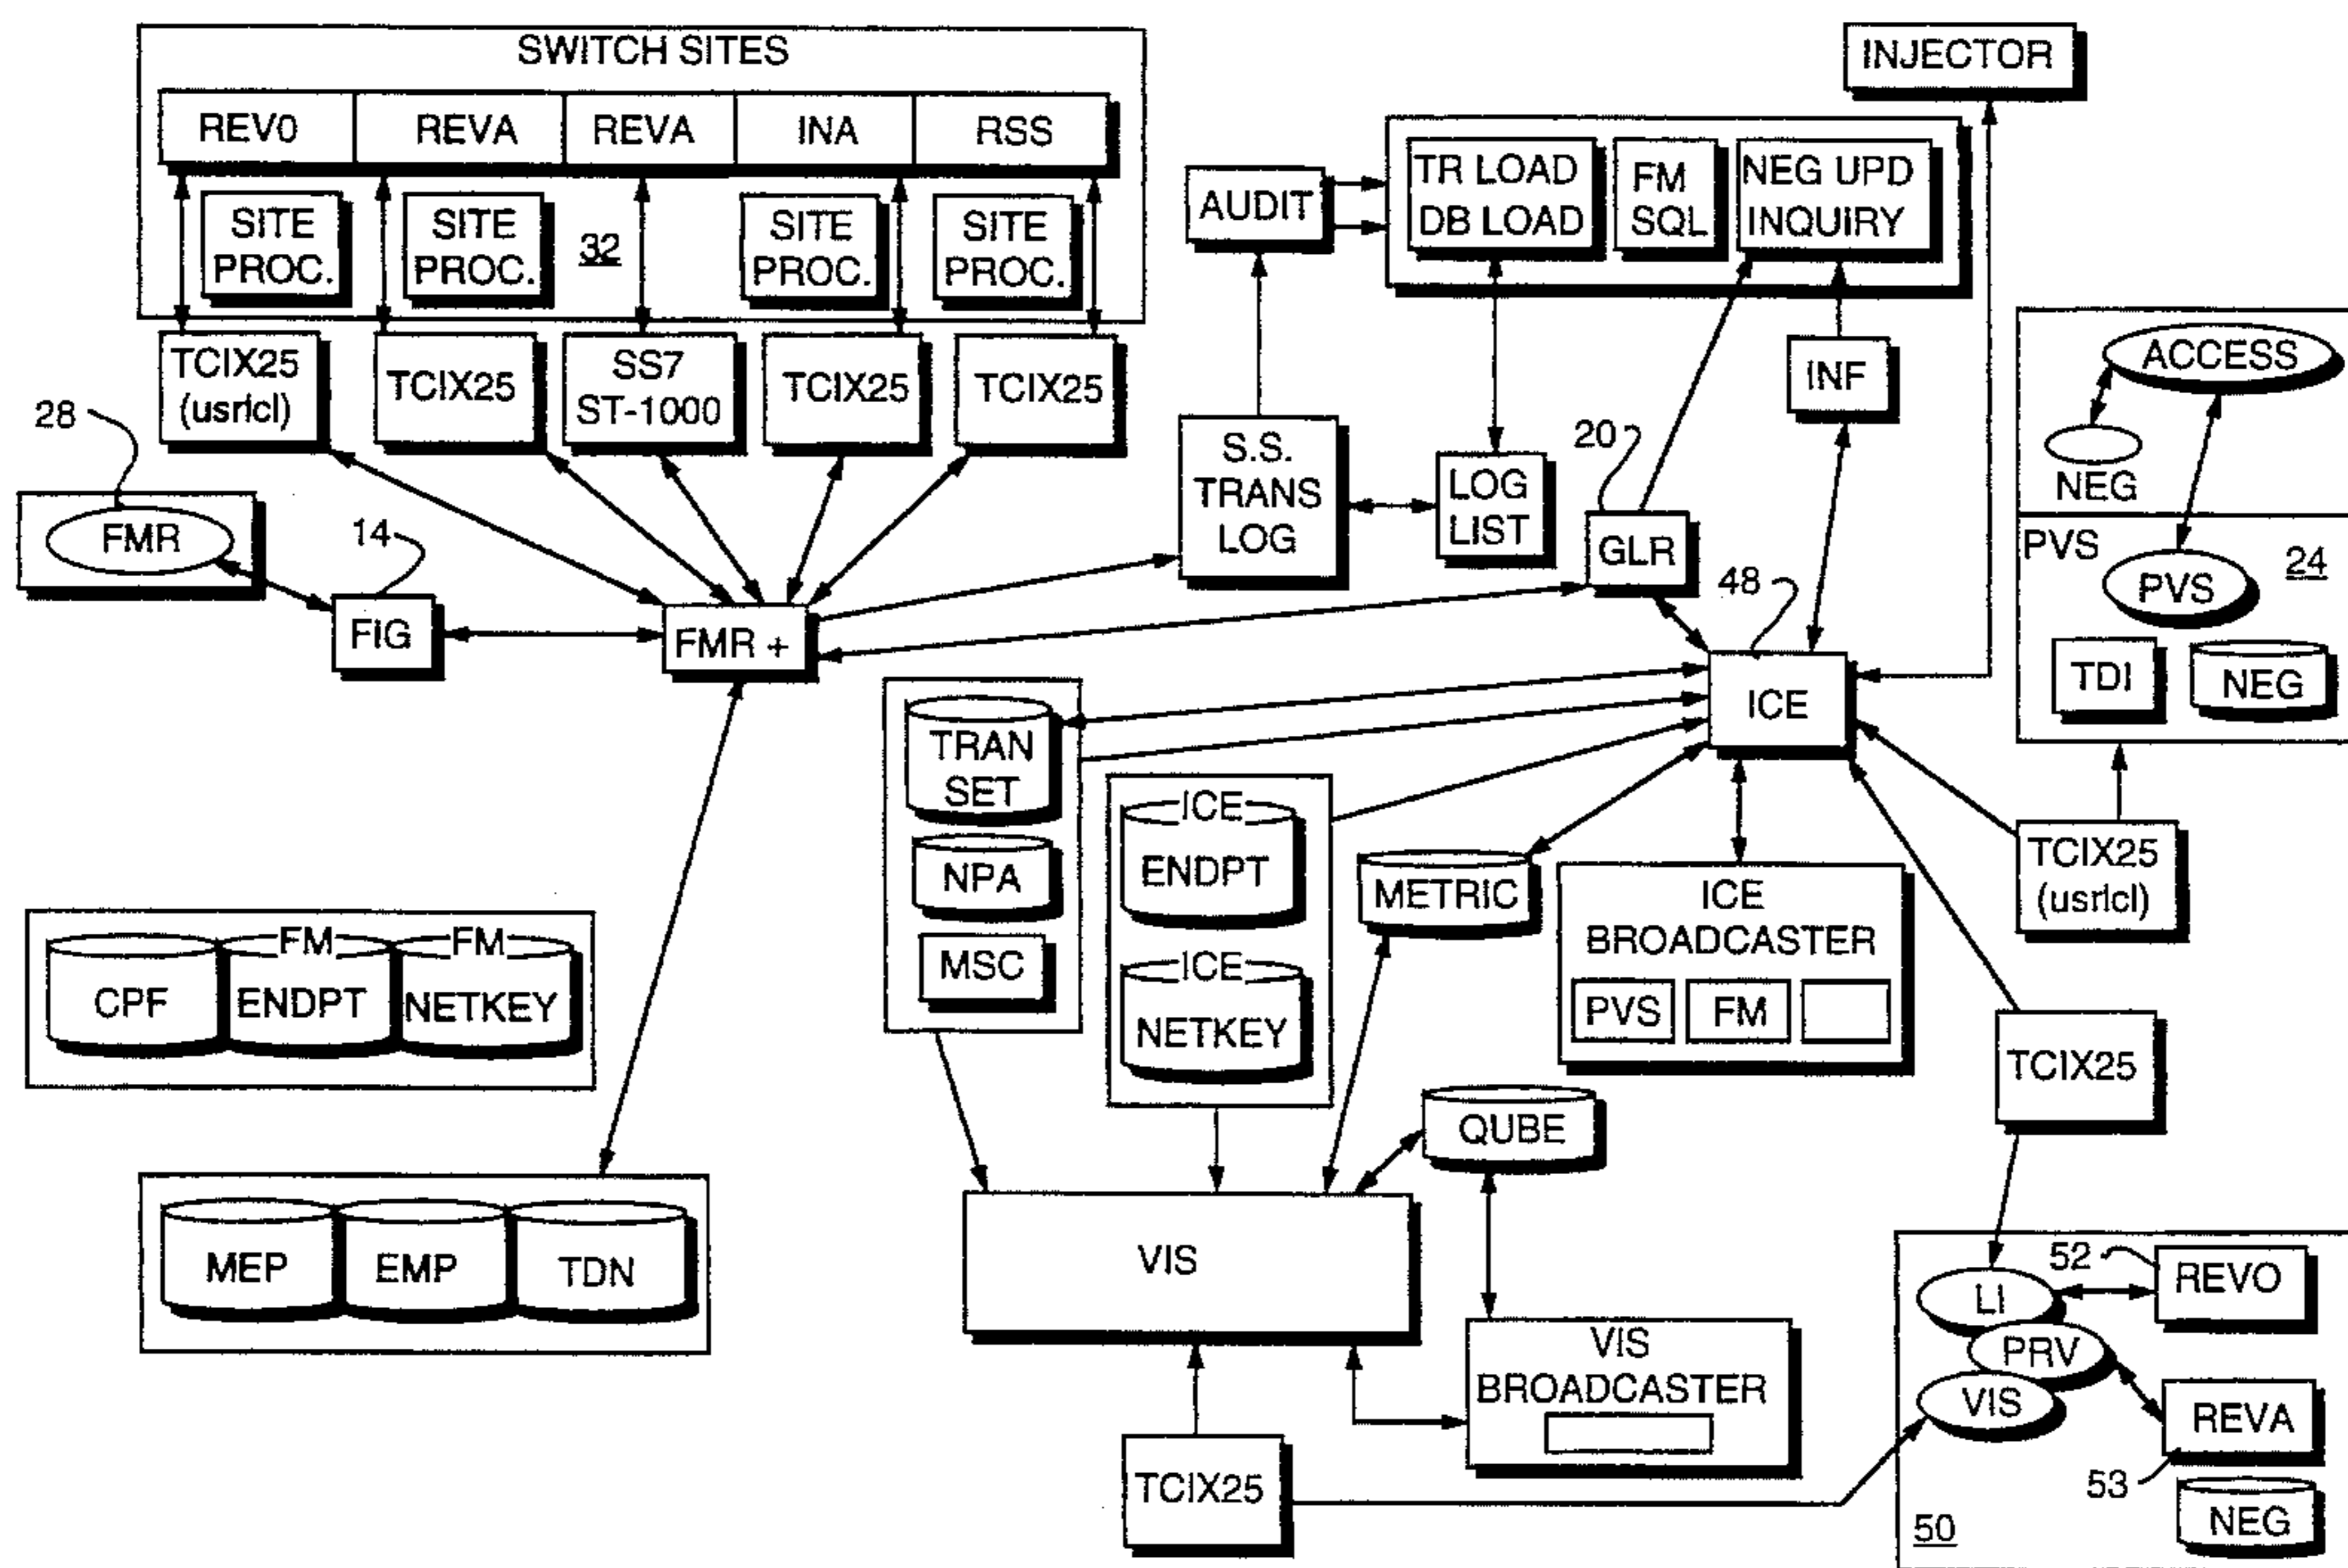 SWITCH SITES
REV0
REVA
REVA
INA
RSS
SITE
PROC.
SITE
PROC.
32
SITE
PROC.
SITE
PROC.
TCIX25
(usricl)
TCIX25
SS7
ST-1000
TCIX25
TCIX25
28
FMR
14
FIG
FMR +
INJECTOR
AUDIT
TR LOAD
DB LOAD
FM
SQL
NEG UPD
INQUIRY
INF
S.S.
TRANS
LOG
LOG
LIST
20
GLR
48
ICE
ACCESS
NEG
PVS
24
PVS
TDI
NEG
TRAN
SET
NPA
MSC
ICE
ENDPT
ICE
NETKEY
METRIC
ICE
BROADCASTER
PVS
FM
TCIX25
(usricl)
TCIX25
CPF
FM
ENDPT
FM
NETKEY
MEP
EMP
TDN
QUBE
VIS
VIS
BROADCASTER
TCIX25
52
REVO
LI
PRV
VIS
REVA
53
NEG
50